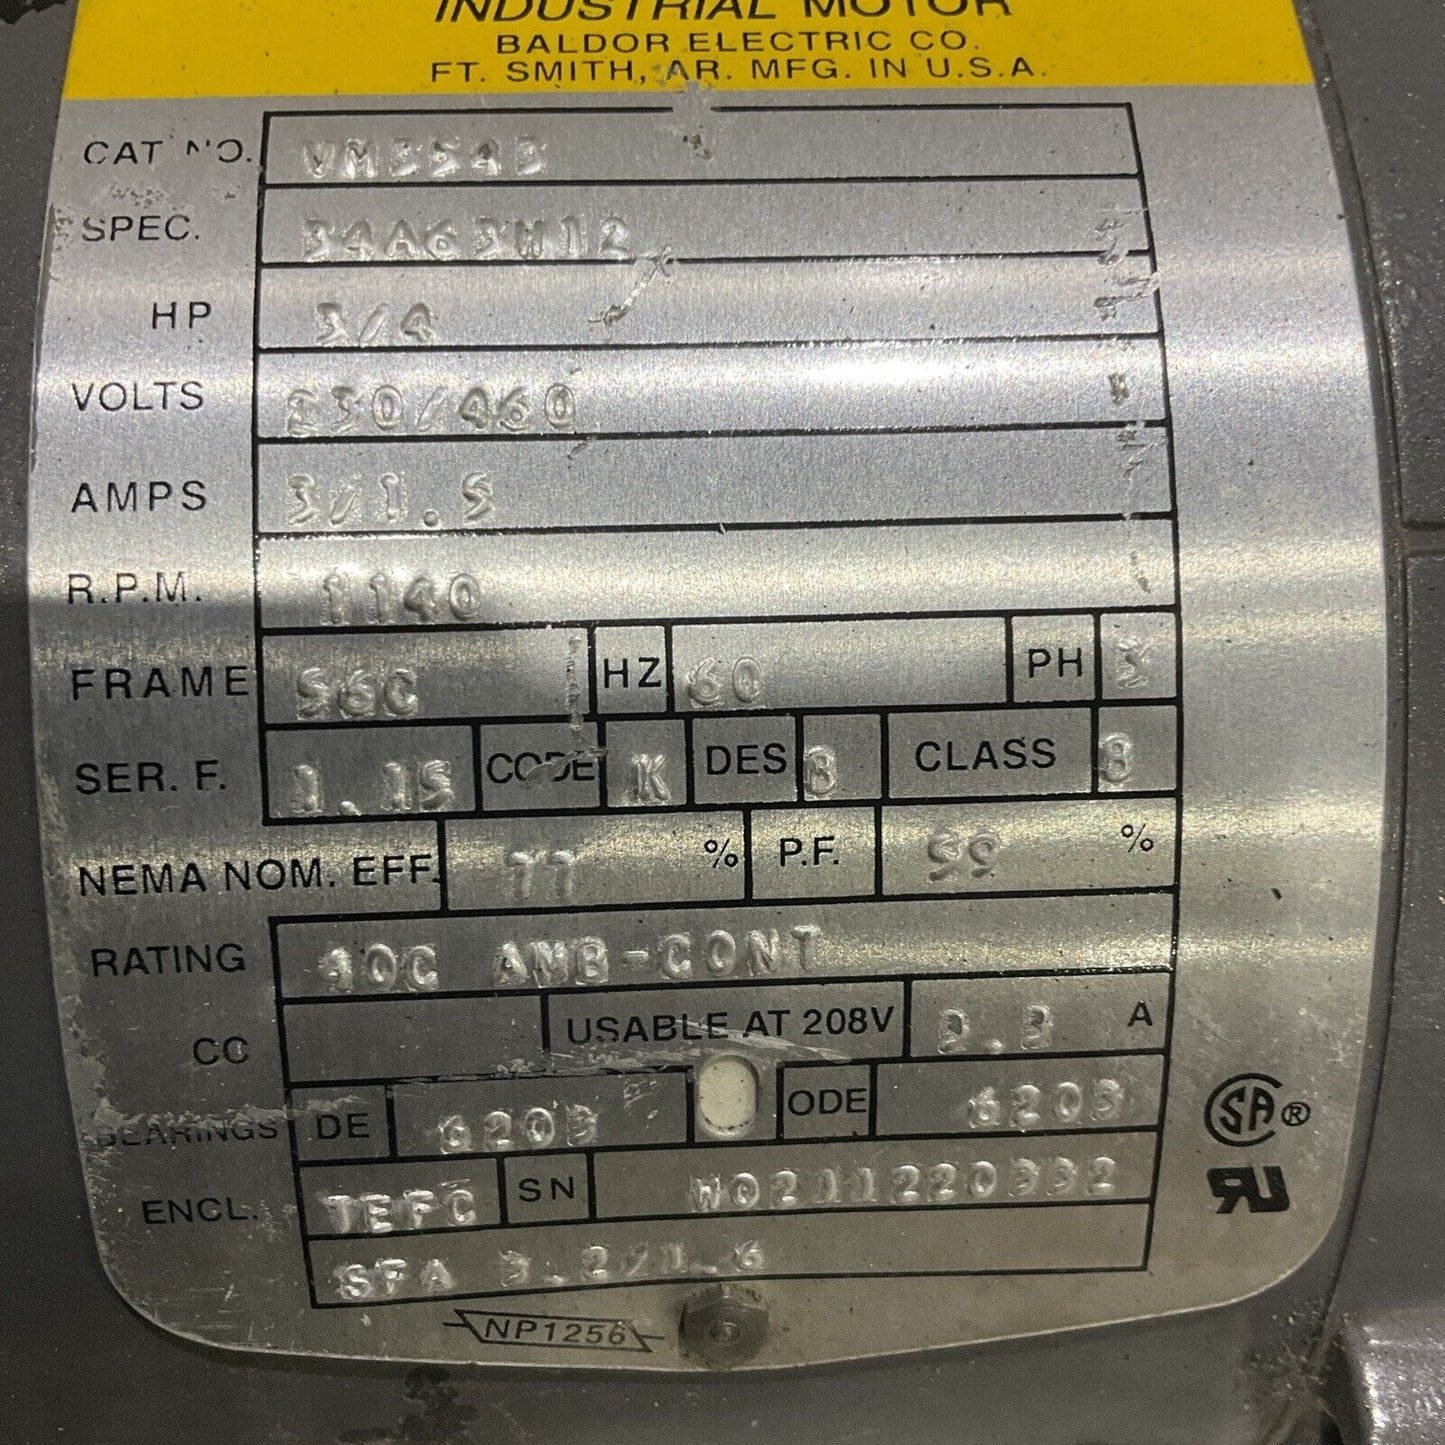 INDUSTRIAL MOTOR
BALDOR ELECTRIC CO.
FT. SMITH, AR. MFG. IN U.S.A.
CAT NO. VM3543
SPEC. 34A63W12
HP 3/4
VOLTS 230/460
AMPS 3/1.5
R.P.M. 1140
FRAME 56C HZ 60 PH 3
SER. F. 1.15 CODE K DES B CLASS B
NEMA NOM. EFF. 77 % P.F. 59 %
RATING 40C AMB-CONT
CC USABLE AT 208V 3.3 A
BEARINGS DE 6203 ODE 6203
ENCL. TEFC SN W0211220332
SFA 3.2/1.6
NP1256
SA ®
RU